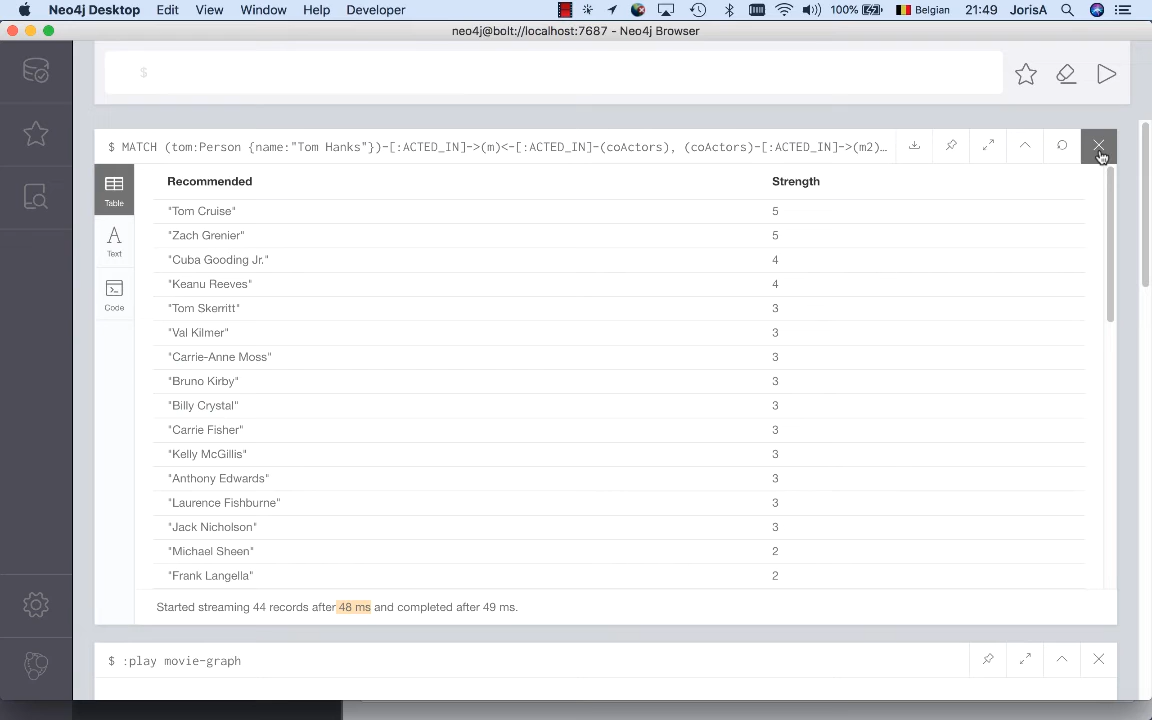 Neo4j Desktop Edit View Window Help Developer 100% Belgian 21:49 JorisA
neo4j@bolt://localhost:7687 - Neo4j Browser
$
$ MATCH (tom:Person {name:"Tom Hanks"})-[:ACTED_IN]->(m)<-[:ACTED_IN]-(coActors), (coActors)-[:ACTED_IN]->(m2)…
Table
Text
Code
Recommended Strength
"Tom Cruise" 5
"Zach Grenier" 5
"Cuba Gooding Jr." 4
"Keanu Reeves" 4
"Tom Skerritt" 3
"Val Kilmer" 3
"Carrie-Anne Moss" 3
"Bruno Kirby" 3
"Billy Crystal" 3
"Carrie Fisher" 3
"Kelly McGillis" 3
"Anthony Edwards" 3
"Laurence Fishburne" 3
"Jack Nicholson" 3
"Michael Sheen" 2
"Frank Langella" 2
Started streaming 44 records after 48 ms and completed after 49 ms.
$ :play movie-graph